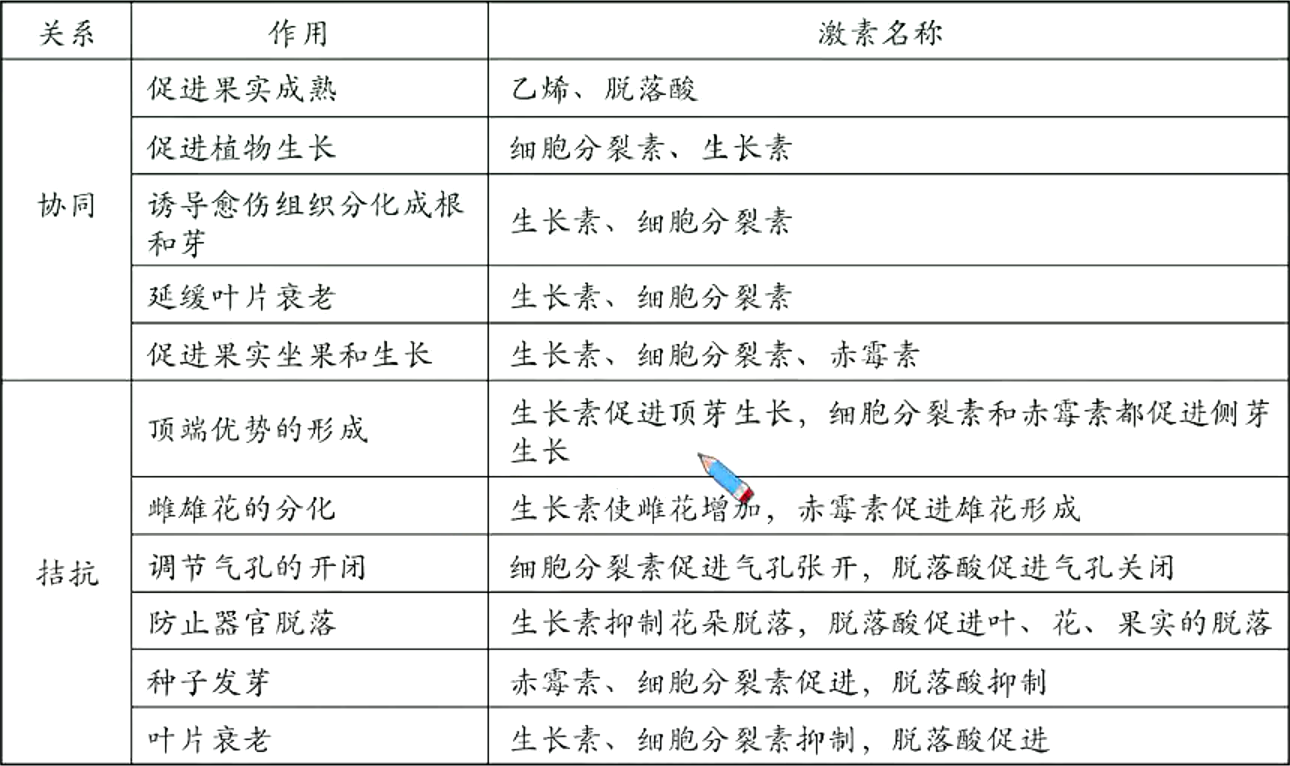 关系 作用 激素名称
促进果实成熟 乙烯、脱落酸
促进植物生长 细胞分裂素、生长素
协同
诱导愈伤组织分化成根
和芽
生长素、细胞分裂素
延缓叶片衰老 生长素、细胞分裂素
促进果实坐果和生长 生长素、细胞分裂素、赤霉素
顶端优势的形成
生长素促进顶芽生长，细胞分裂素和赤霉素都促进侧芽
生长
雌雄花的分化 生长素使雌花增加，赤霉素促进雄花形成
拮抗
调节气孔的开闭 细胞分裂素促进气孔张开，脱落酸促进气孔关闭
防止器官脱落 生长素抑制花朵脱落，脱落酸促进叶、花、果实的脱落
种子发芽 赤霉素、细胞分裂素促进，脱落酸抑制
叶片衰老 生长素、细胞分裂素抑制，脱落酸促进